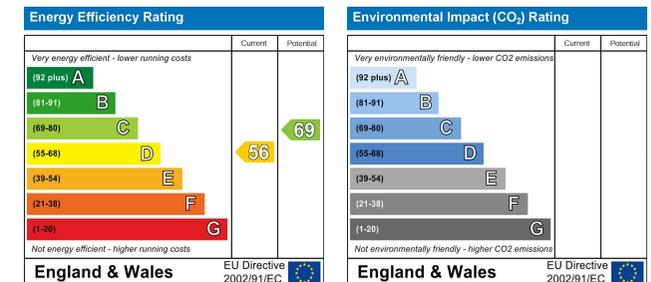 Energy Efficiency Rating
Current Potential
Very energy efficient - lower running costs
(92 plus) A
(81-91) B
(69-80) C
69
(55-68) D
56
(39-54) E
(21-38) F
(1-20) G
Not energy efficient - higher running costs
England & Wales
EU Directive
2002/91/EC
Environmental Impact (CO₂) Rating
Current Potential
Very environmentally friendly - lower CO2 emissions
(92 plus) A
(81-91) B
(69-80) C
(55-68) D
(39-54) E
(21-38) F
(1-20) G
Not environmentally friendly - higher CO2 emissions
England & Wales
EU Directive
2002/91/EC